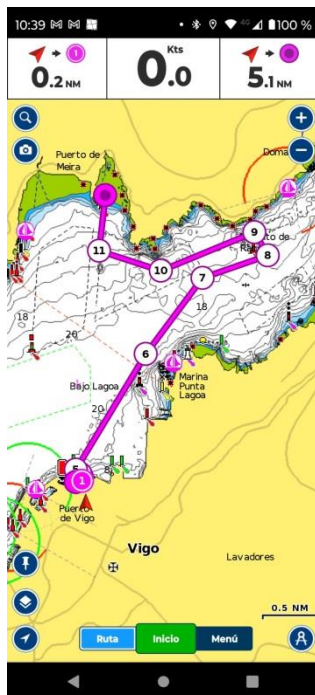 10:39
4G
100 %
1
0.2 NM
Kts
0.0
5.1 NM
Puerto de
Meira
Doma
9
to de
8
11
10
7
18
18
20
6
Bajo Lagoa
Marina
Punta
Lagoa
20
5
1
Puerto
de Vigo
Vigo
Lavadores
0.5 NM
Ruta
Inicio
Menú